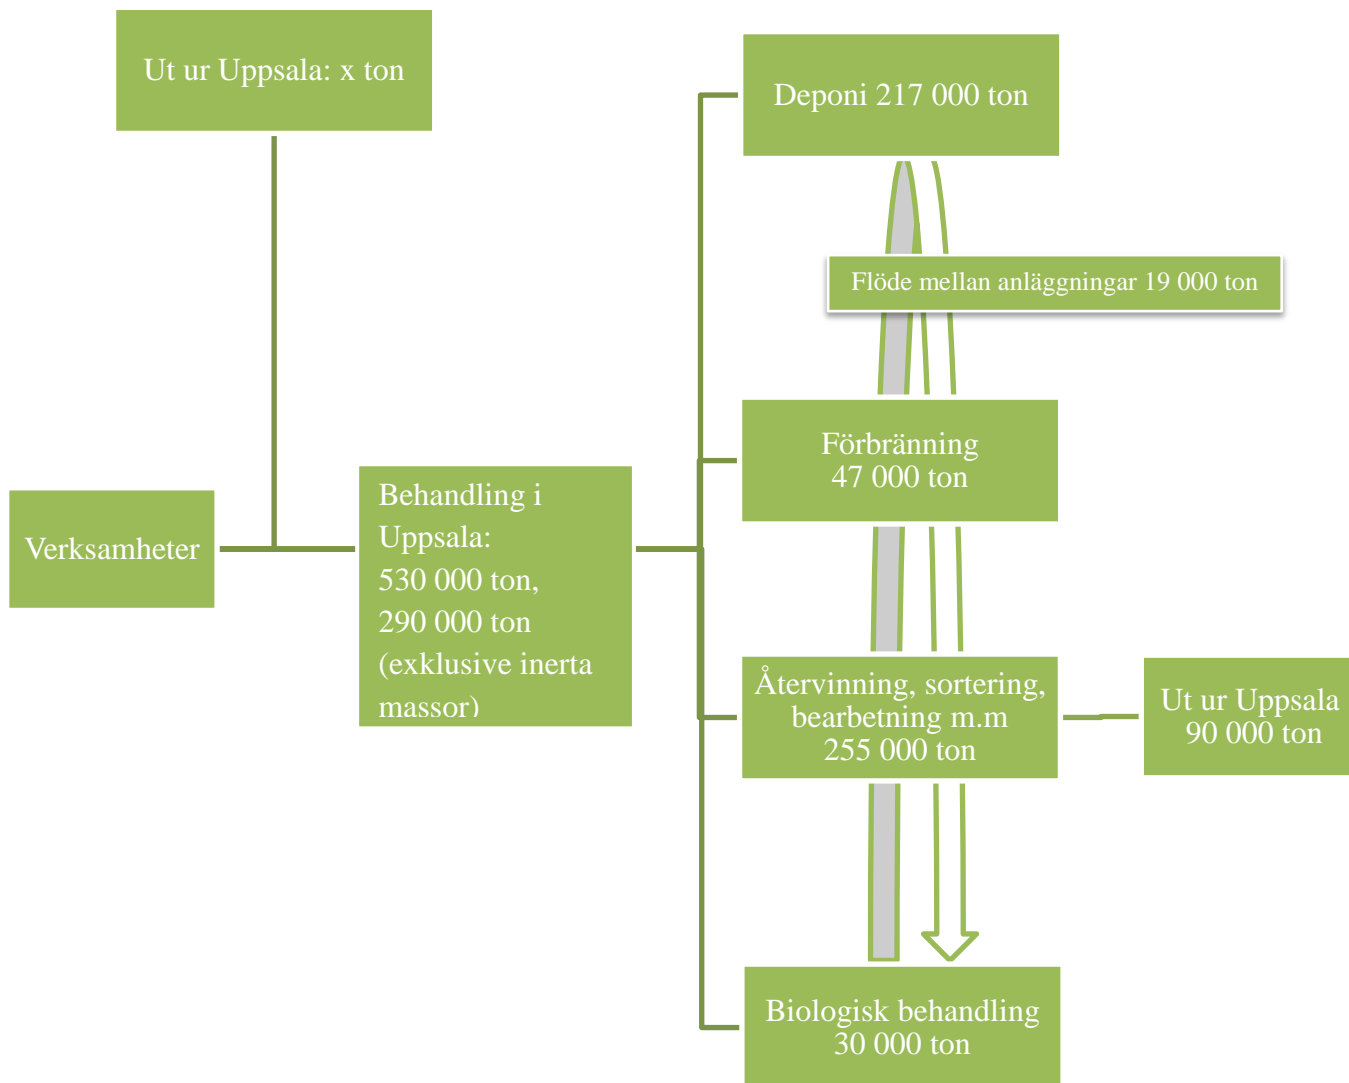 Ut ur Uppsala: x ton
Deponi 217 000 ton
Flöde mellan anläggningar 19 000 ton
Förbränning
47 000 ton
Verksamheter
Behandling i
Uppsala:
530 000 ton,
290 000 ton
(exklusive inerta
massor)
Återvinning, sortering,
bearbetning m.m
255 000 ton
Ut ur Uppsala
90 000 ton
Biologisk behandling
30 000 ton